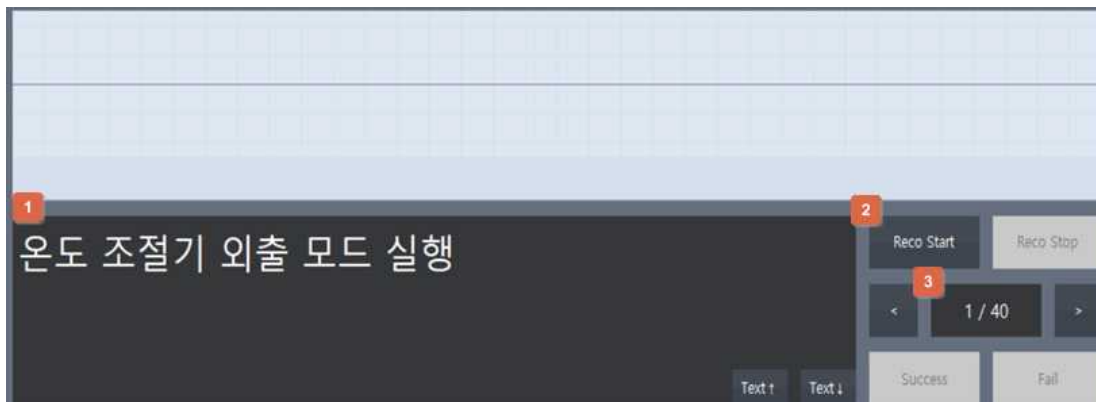 1
온도 조절기 외출 모드 실행
2
Reco Start
Reco Stop
3
<
1 / 40
>
Text↑
Text↓
Success
Fail